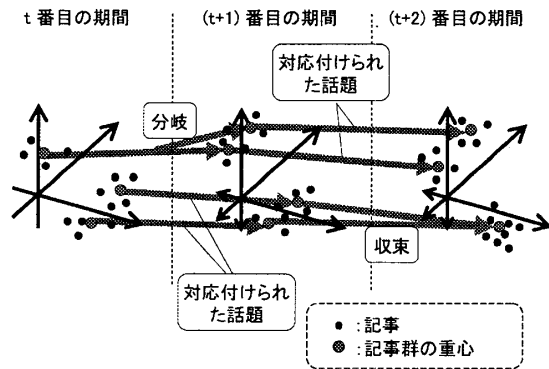 t 番目の期間
(t+1) 番目の期間
(t+2) 番目の期間
対応付けられ
た話題
分岐
収束
対応付けられ
た話題
:記事
:記事群の重心